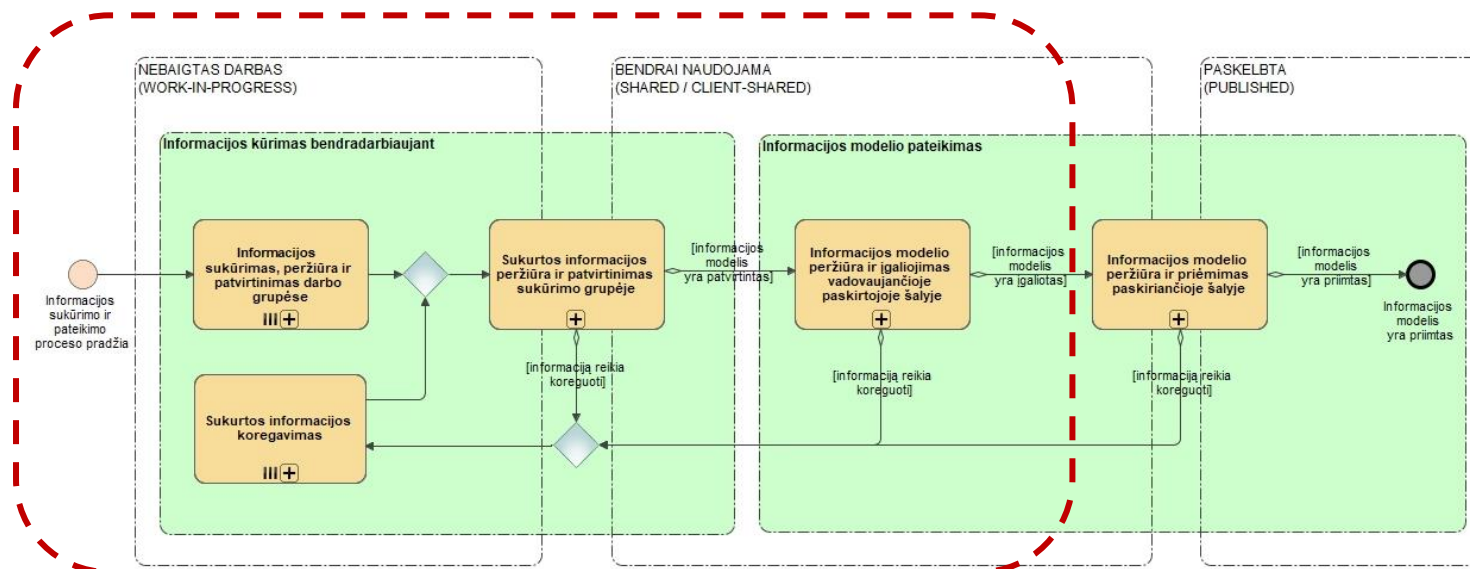 NEBAIGTAS DARBAS
(WORK-IN-PROGRESS)
BENDRAI NAUDOJAMA
(SHARED / CLIENT-SHARED)
PASKELBTA
(PUBLISHED)
Informacijos kūrimas bendradarbiaujant
Informacijos modelio pateikimas
Informacijos
sukūrimo ir
pateikimo
proceso pradžia
Informacijos
sukūrimas, peržiūra ir
patvirtinimas darbo
grupėse
Sukurtos informacijos
peržiūra ir patvirtinimas
sukūrimo grupėje
[informacijos
modelis
yra patvirtintas]
Informacijos modelio
peržiūra ir įgaliojimas
vadovaujančioje
paskirtojoje šalyje
[informacijos
modelis
yra įgaliotas]
Informacijos modelio
peržiūra ir priėmimas
paskiriančioje šalyje
[informacijos
modelis
yra priimtas]
Informacijos
modelis
yra priimtas
[informaciją reikia
koreguoti]
[informaciją reikia
koreguoti]
[informaciją reikia
koreguoti]
Sukurtos informacijos
koregavimas